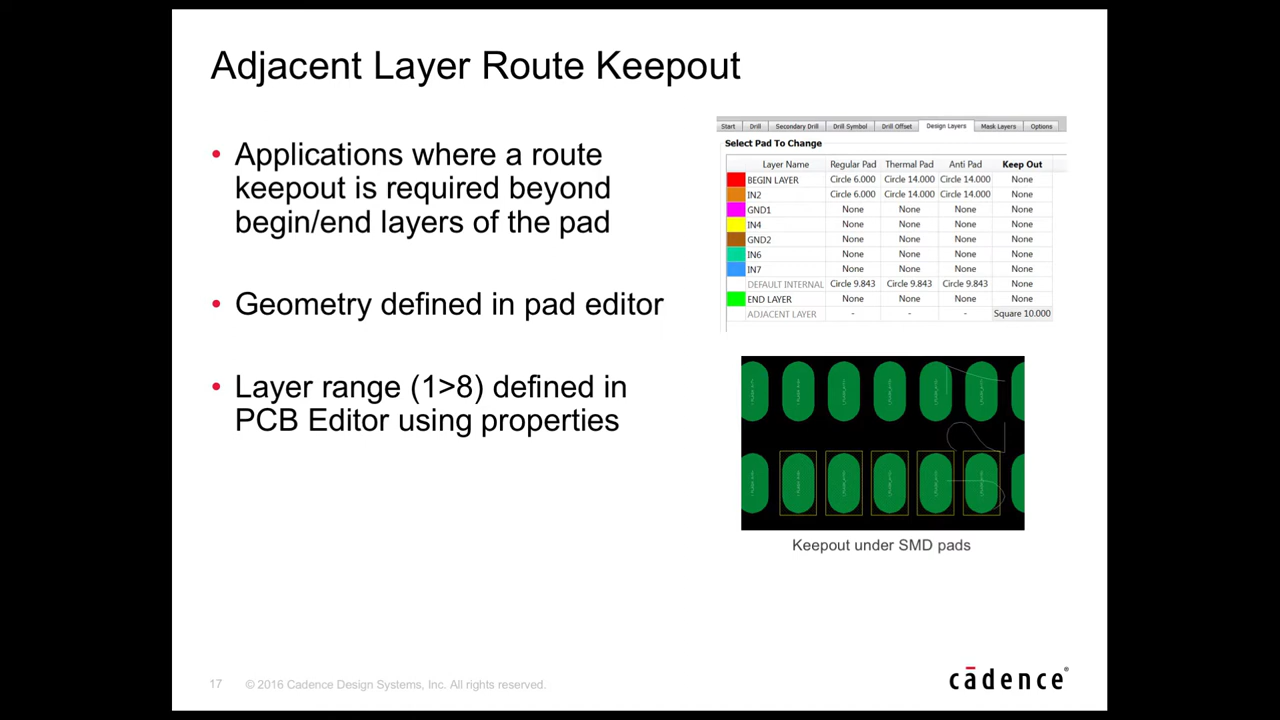 Adjacent Layer Route Keepout
• Applications where a route
keepout is required beyond
begin/end layers of the pad
• Geometry defined in pad editor
• Layer range (1>8) defined in
PCB Editor using properties
Start Drill Secondary Drill Drill Symbol Drill Offset Design Layers Mask Layers Options
Select Pad To Change
Layer Name Regular Pad Thermal Pad Anti Pad Keep Out
BEGIN LAYER Circle 6.000 Circle 14.000 Circle 14.000 None
IN2 Circle 6.000 Circle 14.000 Circle 14.000 None
GND1 None None None None
IN4 None None None None
GND2 None None None None
IN6 None None None None
IN7 None None None None
DEFAULT INTERNAL Circle 9.843 Circle 9.843 Circle 9.843 None
END LAYER None None None None
ADJACENT LAYER - - - Square 10.000
Keepout under SMD pads
17 © 2016 Cadence Design Systems, Inc. All rights reserved.
cādence®